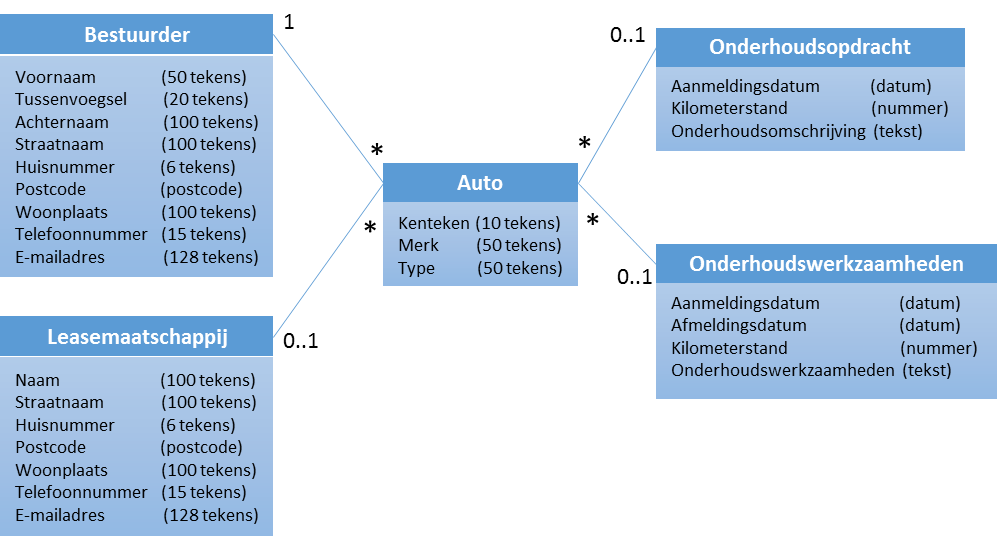 Bestuurder
Voornaam (50 tekens)
Tussenvoegsel (20 tekens)
Achternaam (100 tekens)
Straatnaam (100 tekens)
Huisnummer (6 tekens)
Postcode (postcode)
Woonplaats (100 tekens)
Telefoonnummer (15 tekens)
E-mailadres (128 tekens)
1
*
Leasemaatschappij
Naam (100 tekens)
Straatnaam (100 tekens)
Huisnummer (6 tekens)
Postcode (postcode)
Woonplaats (100 tekens)
Telefoonnummer (15 tekens)
E-mailadres (128 tekens)
0..1
*
Auto
Kenteken (10 tekens)
Merk (50 tekens)
Type (50 tekens)
*
0..1
Onderhoudsopdracht
Aanmeldingsdatum (datum)
Kilometerstand (nummer)
Onderhoudsomschrijving (tekst)
*
0..1
Onderhoudswerkzaamheden
Aanmeldingsdatum (datum)
Afmeldingsdatum (datum)
Kilometerstand (nummer)
Onderhoudswerkzaamheden (tekst)